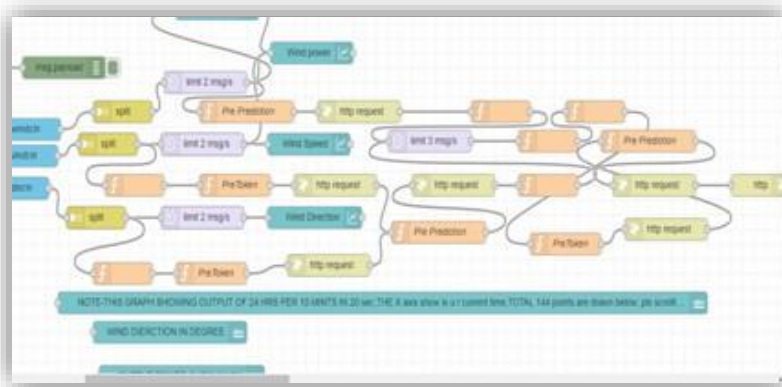 Wind power
msg.payload
limit 2 msg/s
split
Pre Prediction
http request
split
limit 2 msg/s
Wind Speed
limit 3 msg/s
Pre Prediction
PreToken
http request
http request
http request
http
split
limit 2 msg/s
Wind Direction
Pre Prediction
PreToken
http request
PreToken
http request
NOTE-THIS GRAPH SHOWING OUTPUT OF 24 HRS PER 10 MINTS IN 20 sec,THE X axis show is u r current time,TOTAL 144 points are drawn below, pls scroll
WIND DIERCTION IN DEGREE